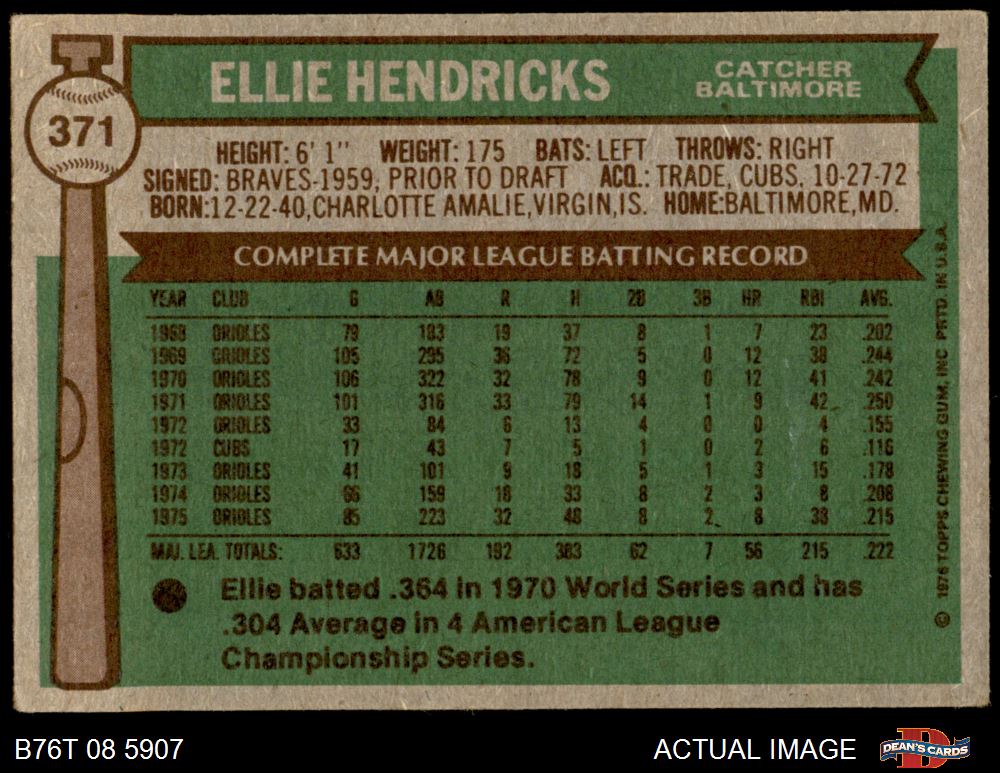 ELLIE HENDRICKS
CATCHER
BALTIMORE
371
HEIGHT: 6' 1" WEIGHT: 175 BATS: LEFT THROWS: RIGHT
SIGNED: BRAVES-1959, PRIOR TO DRAFT ACQ.: TRADE, CUBS, 10-27-72
BORN:12-22-40,CHARLOTTE AMALIE,VIRGIN,IS. HOME:BALTIMORE,MD.
COMPLETE MAJOR LEAGUE BATTING RECORD
YEAR CLUB G AB R H 2B 3B HR RBI AVG.
1968 ORIOLES 79 183 19 37 8 1 7 23 .202
1969 ORIOLES 105 295 36 72 5 0 12 38 .244
1970 ORIOLES 106 322 32 78 9 0 12 41 .242
1971 ORIOLES 101 316 33 79 14 1 9 42 .250
1972 ORIOLES 33 84 6 13 4 0 0 4 .155
1972 CUBS 17 43 7 5 1 0 2 6 .116
1973 ORIOLES 41 101 9 18 5 1 3 15 .178
1974 ORIOLES 66 159 18 33 8 2 3 8 .208
1975 ORIOLES 85 223 32 48 8 2 8 38 .215
MAJ. LEA. TOTALS: 633 1726 192 383 62 7 56 215 .222
Ellie batted .364 in 1970 World Series and has
.304 Average in 4 American League
Championship Series.
© 1976 TOPPS CHEWING GUM, INC PRTD. IN U.S.A.
B76T 08 5907
ACTUAL IMAGE
DEAN'S CARDS